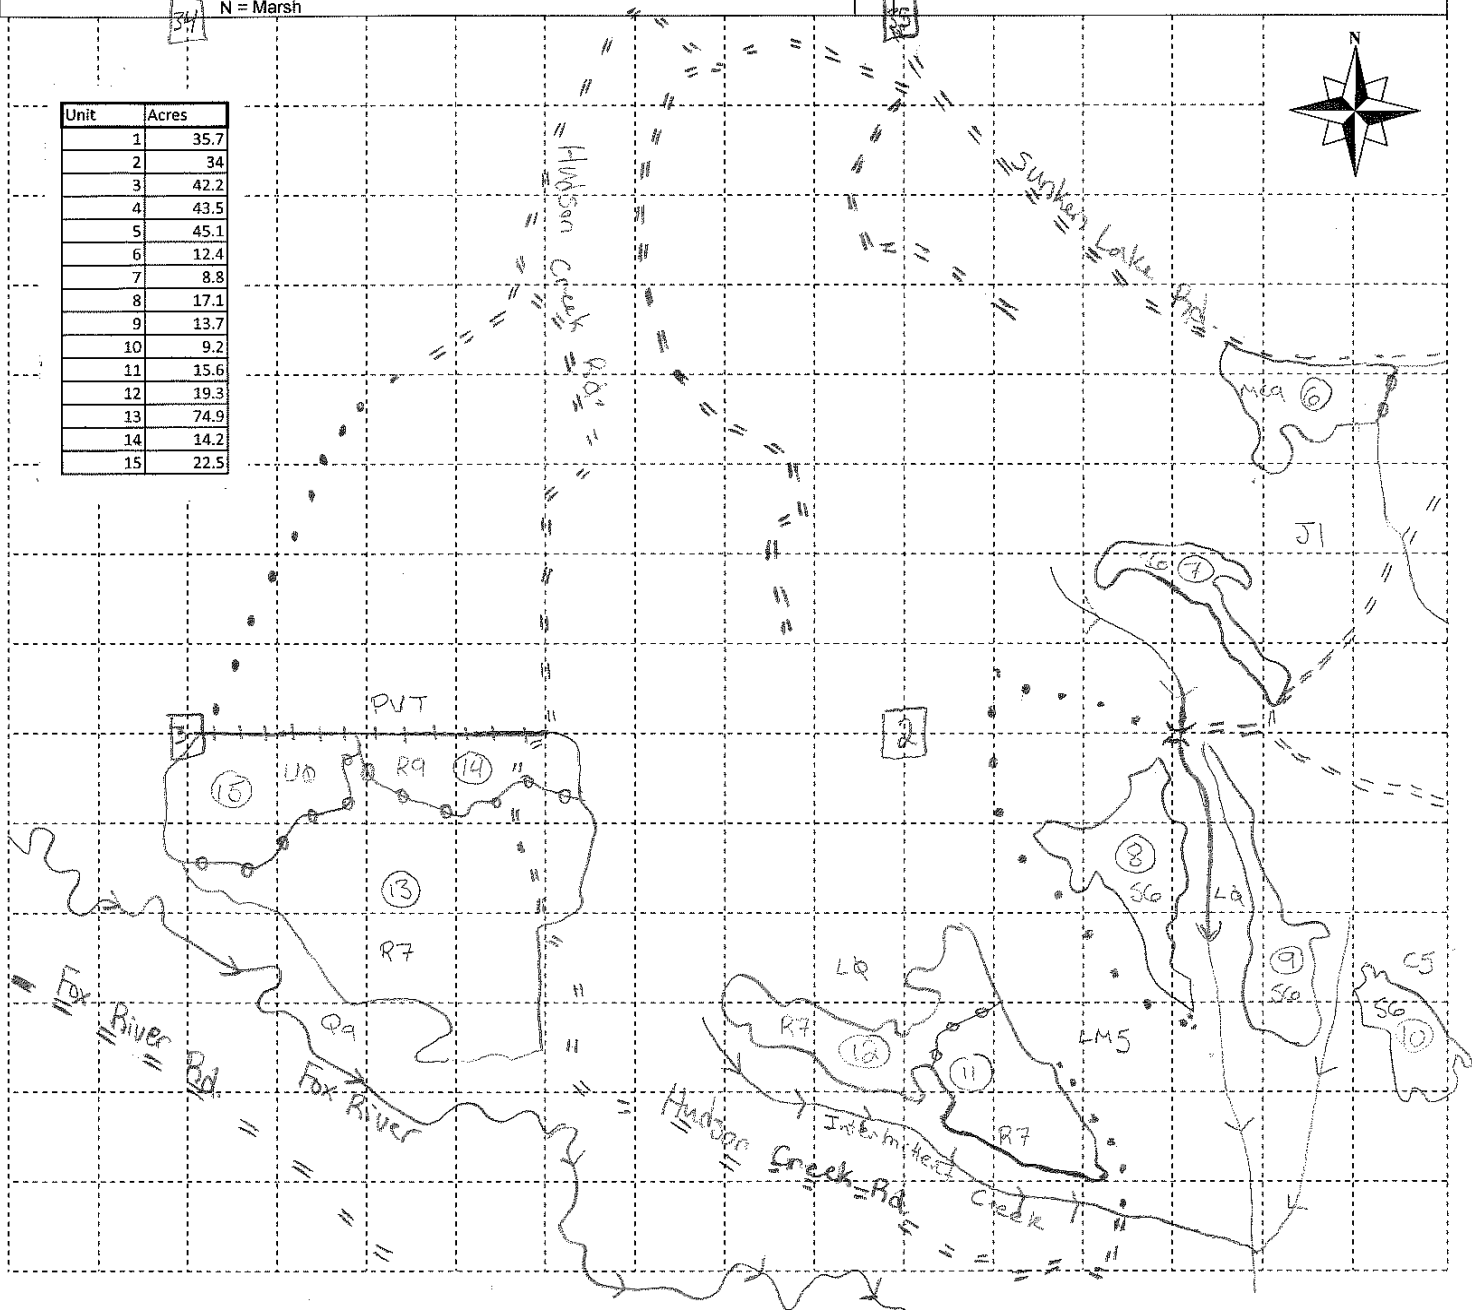 N = Marsh
34
35
N
Unit Acres
1 35.7
2 34
3 42.2
4 43.5
5 45.1
6 12.4
7 8.8
8 17.1
9 13.7
10 9.2
11 15.6
12 19.3
13 74.9
14 14.2
15 22.5
Hudson Creek Rd.
Sunken Lake Rd.
6
J1
7
PVT
3
2
15 UQ R9 14
8
S6
LQ
13
R7
LQ
9
S6
C5
S6
10
Fox River Rd.
Q9
R7
12
11
LM5
Fox River
Hudson Creek Rd
Intermittent Creek
R7